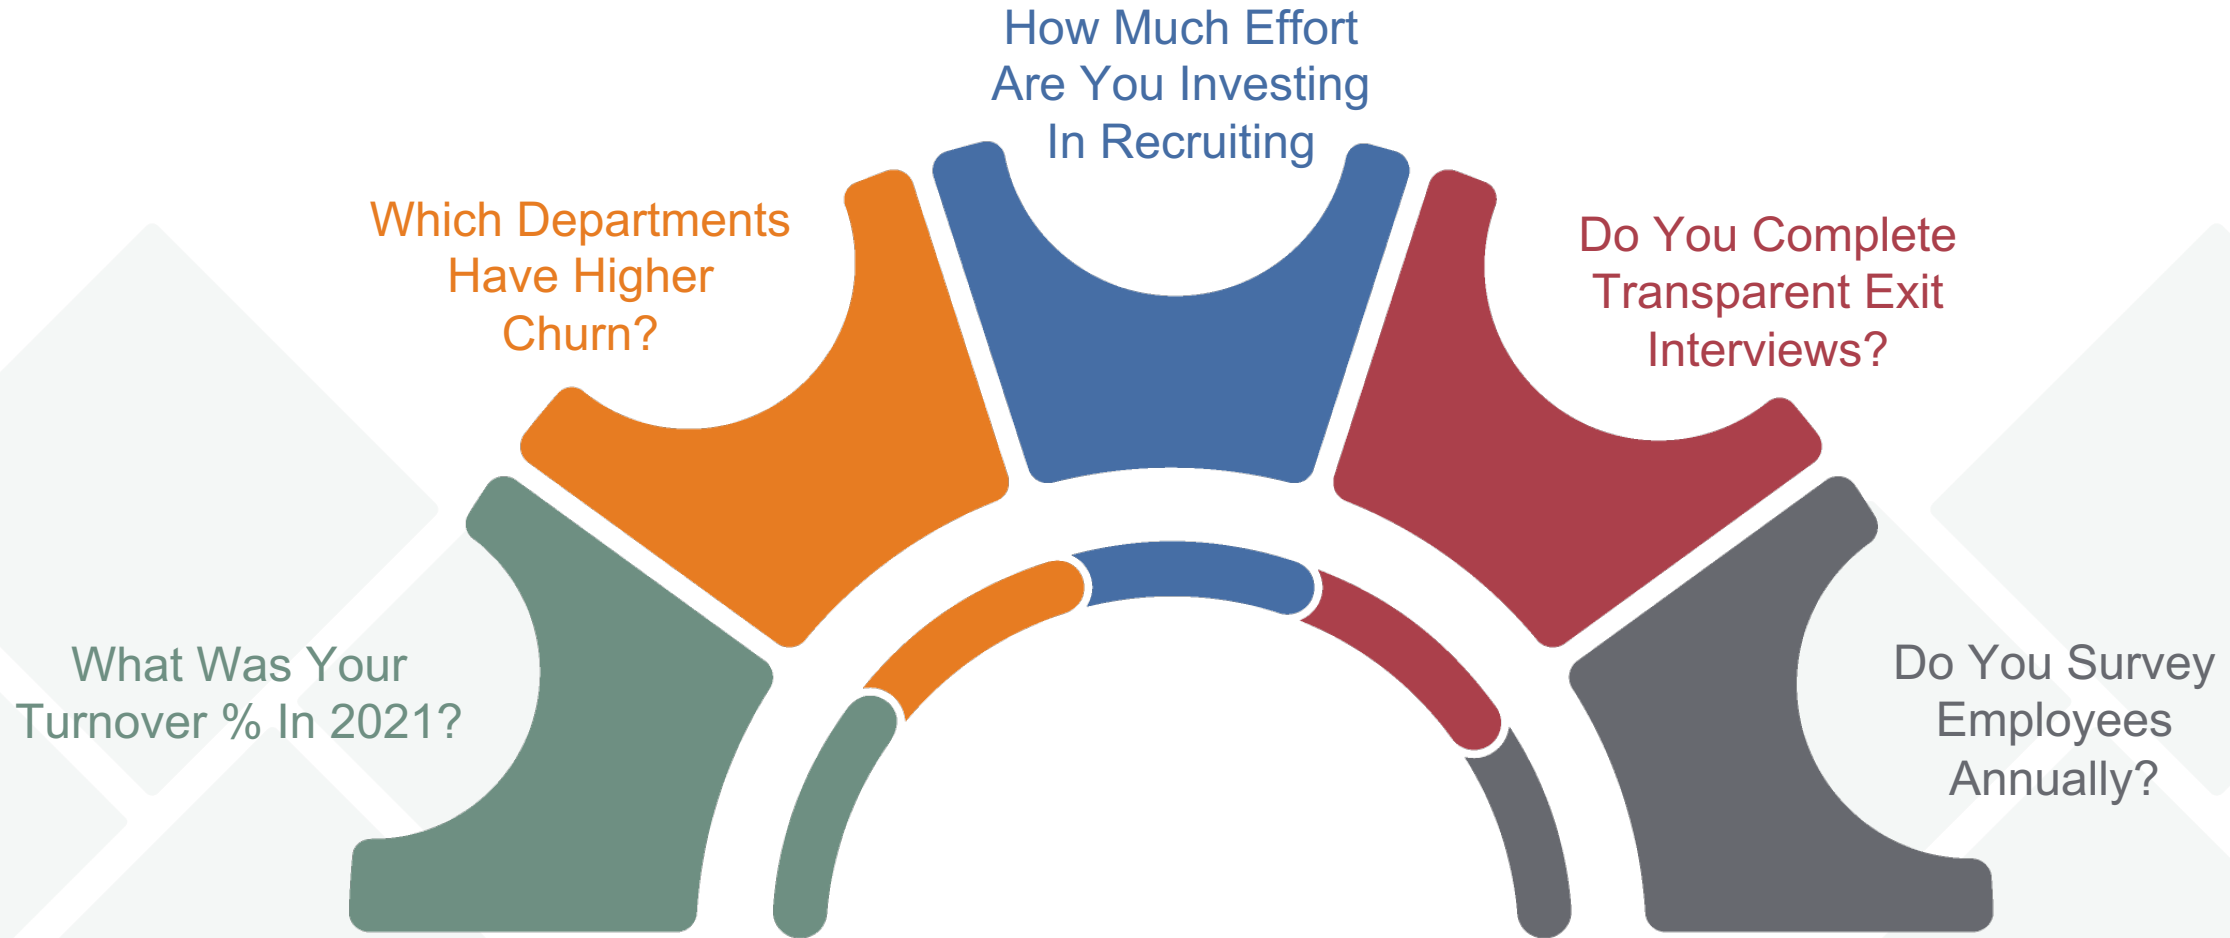 What Was Your
Turnover % In 2021?
Which Departments
Have Higher
Churn?
How Much Effort
Are You Investing
In Recruiting
Do You Complete
Transparent Exit
Interviews?
Do You Survey
Employees
Annually?